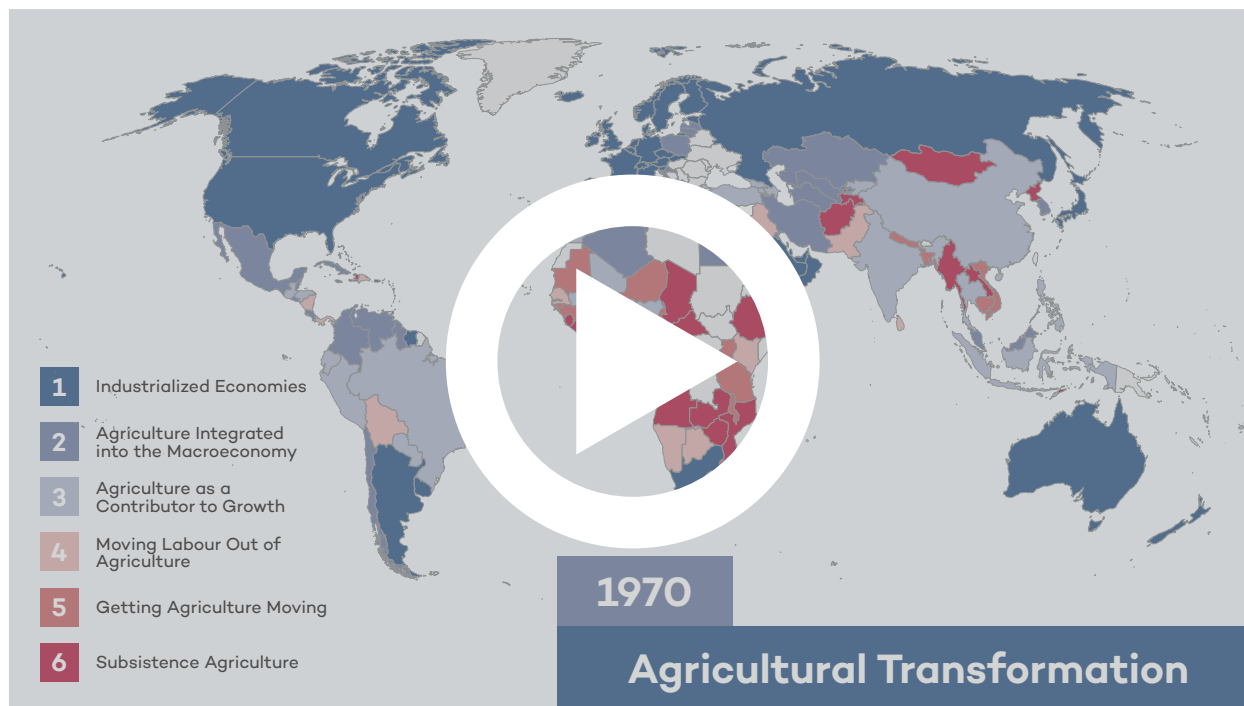 1
Industrialized Economies
2
Agriculture Integrated
into the Macroeconomy
3
Agriculture as a
Contributor to Growth
4
Moving Labour Out of
Agriculture
5
Getting Agriculture Moving
6
Subsistence Agriculture
1970
Agricultural Transformation